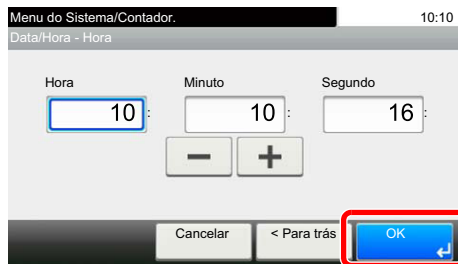 Menu do Sistema/Contador. 10:10
Data/Hora - Hora
Hora Minuto Segundo
10 : 10 : 16 :
Cancelar < Para trás OK